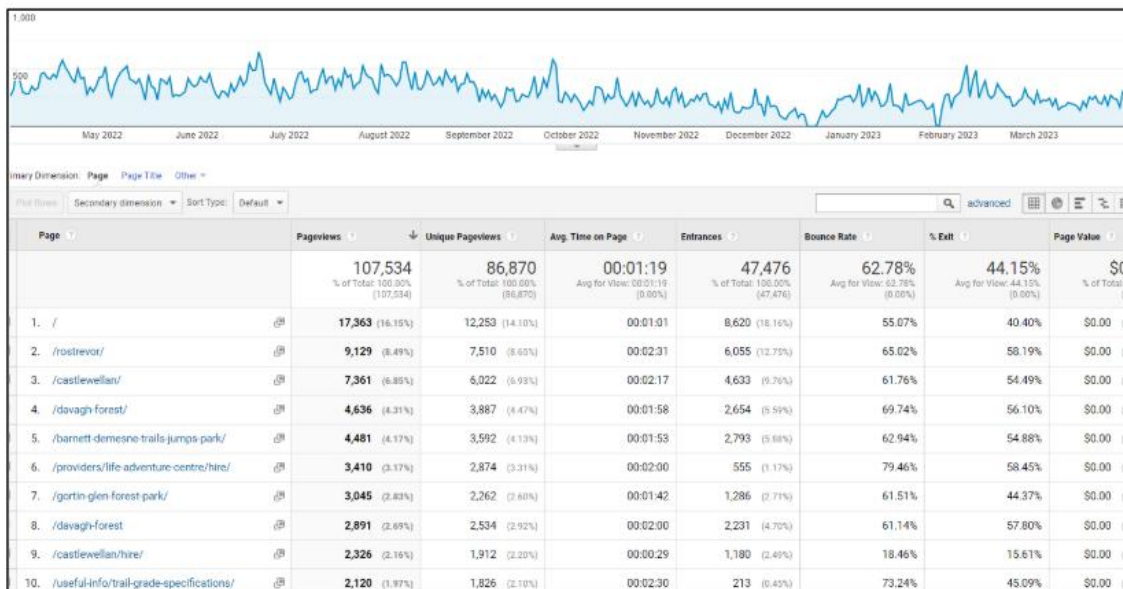 1,000
500
May 2022 June 2022 July 2022 August 2022 September 2022 October 2022 November 2022 December 2022 January 2023 February 2023 March 2023
imary Dimension: Page Page Title Other
Plot Rows Secondary dimension Sort Type: Default advanced
Page Pageviews Unique Pageviews Avg. Time on Page Entrances Bounce Rate % Exit Page Value
107,534 86,870 00:01:19 47,476 62.78% 44.15% $0
% of Total: 100.00% % of Total: 100.00% Avg for View: 00:01:19 % of Total: 100.00% Avg for View: 62.78% Avg for View: 44.15% % of Total
(107,534) (86,870) (0.00%) (47,476) (0.00%) (0.00%)
1. / 17,363 (16.15%) 12,253 (14.10%) 00:01:01 8,620 (18.16%) 55.07% 40.40% $0.00
2. /rostrevor/ 9,129 (8.49%) 7,510 (8.65%) 00:02:31 6,055 (12.75%) 65.02% 58.19% $0.00
3. /castlewellan/ 7,361 (6.85%) 6,022 (6.93%) 00:02:17 4,633 (9.76%) 61.76% 54.49% $0.00
4. /davagh-forest/ 4,636 (4.31%) 3,887 (4.47%) 00:01:58 2,654 (5.59%) 69.74% 56.10% $0.00
5. /barnett-demesne-trails-jumps-park/ 4,481 (4.17%) 3,592 (4.13%) 00:01:53 2,793 (5.88%) 62.94% 54.88% $0.00
6. /providers/life-adventure-centre/hire/ 3,410 (3.17%) 2,874 (3.31%) 00:02:00 555 (1.17%) 79.46% 58.45% $0.00
7. /gortin-glen-forest-park/ 3,045 (2.83%) 2,262 (2.60%) 00:01:42 1,286 (2.71%) 61.51% 44.37% $0.00
8. /davagh-forest 2,891 (2.69%) 2,534 (2.92%) 00:02:00 2,231 (4.70%) 61.14% 57.80% $0.00
9. /castlewellan/hire/ 2,326 (2.16%) 1,912 (2.20%) 00:00:29 1,180 (2.49%) 18.46% 15.61% $0.00
10. /useful-info/trail-grade-specifications/ 2,120 (1.97%) 1,826 (2.10%) 00:02:30 213 (0.45%) 73.24% 45.09% $0.00